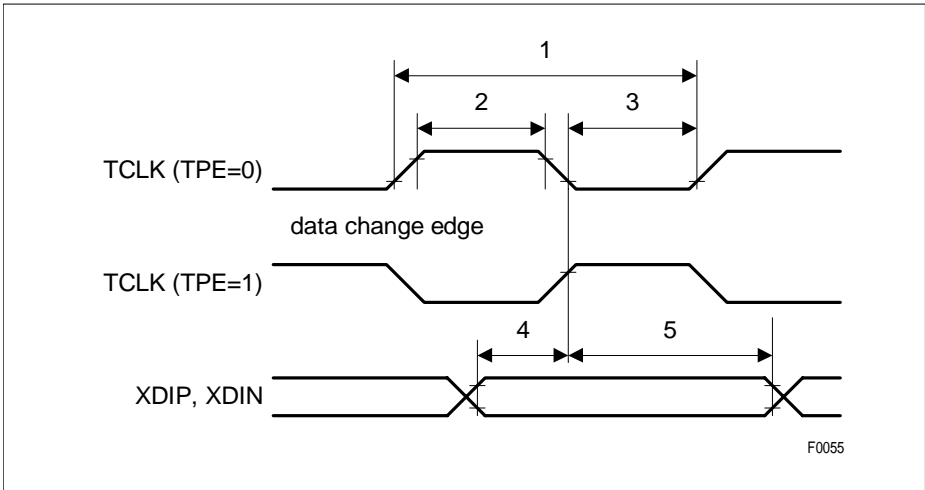 1
2 3
TCLK (TPE=0)
data change edge
TCLK (TPE=1)
4 5
XDIP, XDIN
F0055